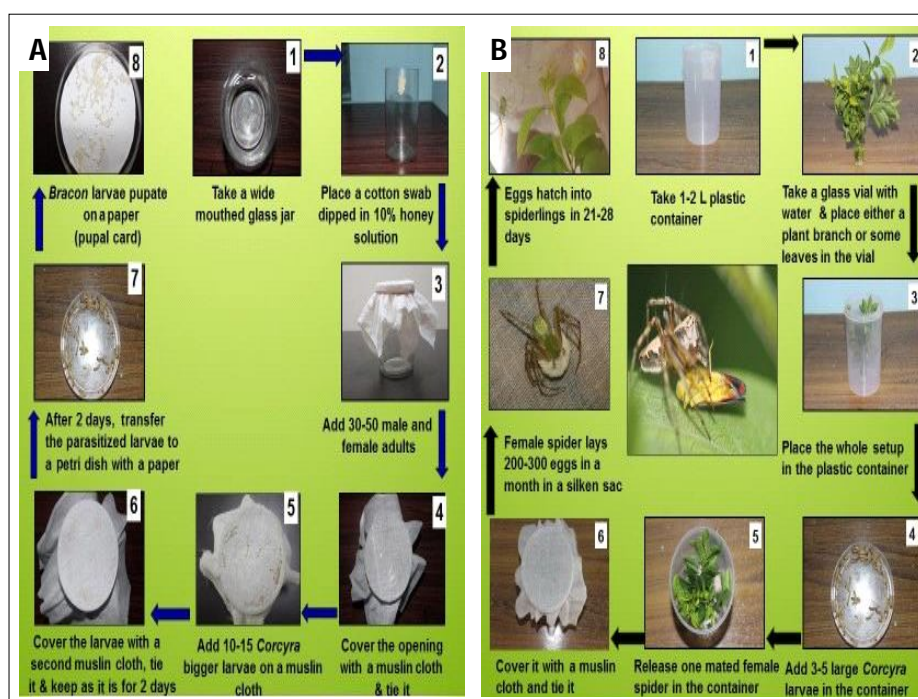 A
1
Take a wide
mouthed glass jar
2
Place a cotton swab
dipped in 10% honey
solution
3
Add 30-50 male and
female adults
4
Cover the opening
with a muslin cloth
& tie it
5
Add 10-15 Corcyra
bigger larvae on a muslin
cloth
6
Cover the larvae with a
second muslin cloth, tie
it & keep as it is for 2 days
7
After 2 days, transfer
the parasitized larvae to
a petri dish with a paper
8
Bracon larvae pupate
on a paper
(pupal card)
B
1
Take 1-2 L plastic
container
2
Take a glass vial with
water & place either a
plant branch or some
leaves in the vial
3
Place the whole setup
in the plastic container
4
Add 3-5 large Corcyra
larvae in the container
5
Release one mated female
spider in the container
6
Cover it with a muslin
cloth and tie it
7
Female spider lays
200-300 eggs in a
month in a silken sac
8
Eggs hatch into
spiderlings in 21-28
days